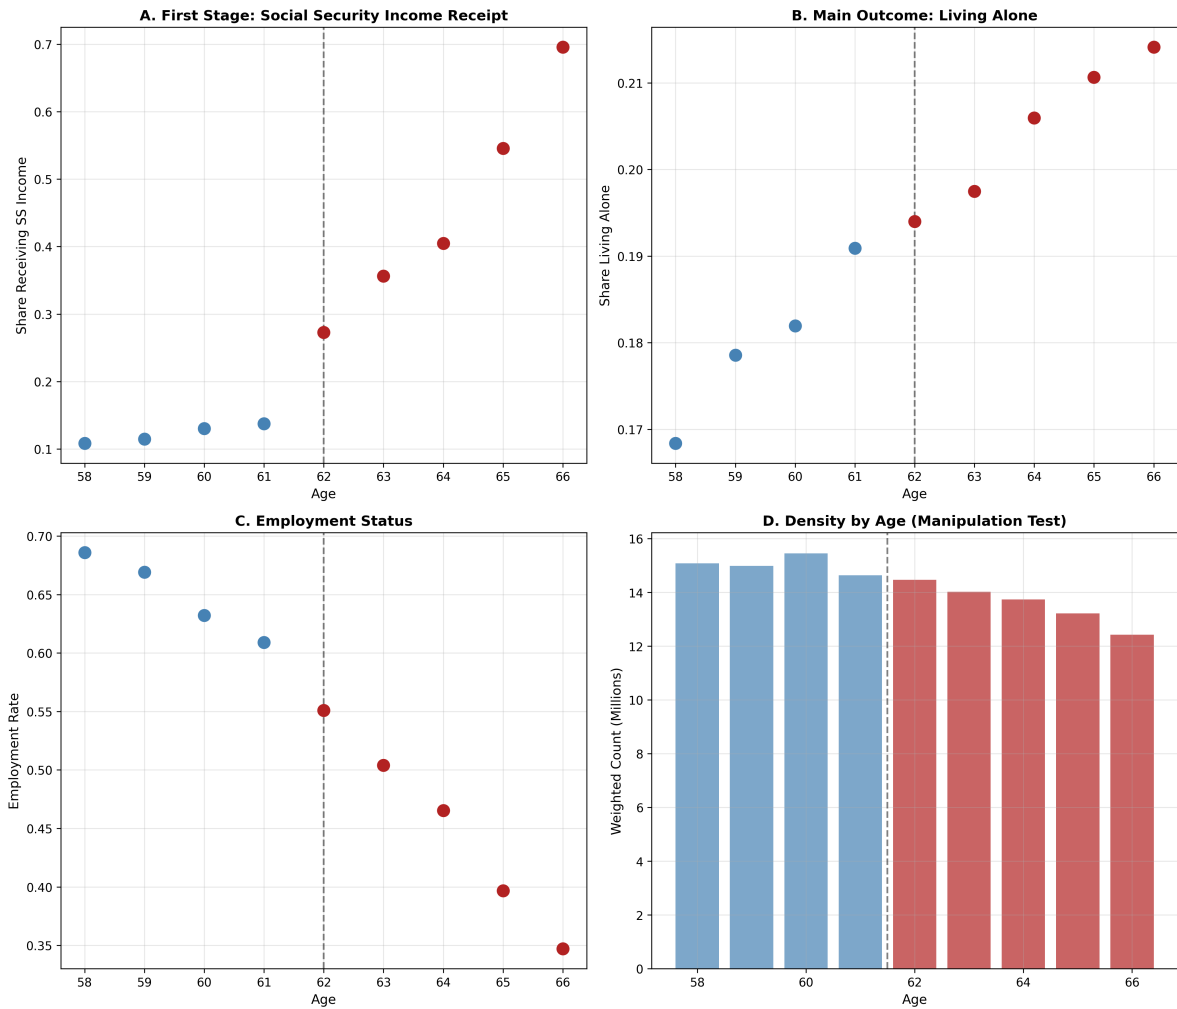 A. First Stage: Social Security Income Receipt
Share Receiving SS Income
0.7
0.6
0.5
0.4
0.3
0.2
0.1
58 59 60 61 62 63 64 65 66
Age
B. Main Outcome: Living Alone
Share Living Alone
0.21
0.20
0.19
0.18
0.17
58 59 60 61 62 63 64 65 66
Age
C. Employment Status
Employment Rate
0.70
0.65
0.60
0.55
0.50
0.45
0.40
0.35
58 59 60 61 62 63 64 65 66
Age
D. Density by Age (Manipulation Test)
Weighted Count (Millions)
16
14
12
10
8
6
4
2
0
58 60 62 64 66
Age